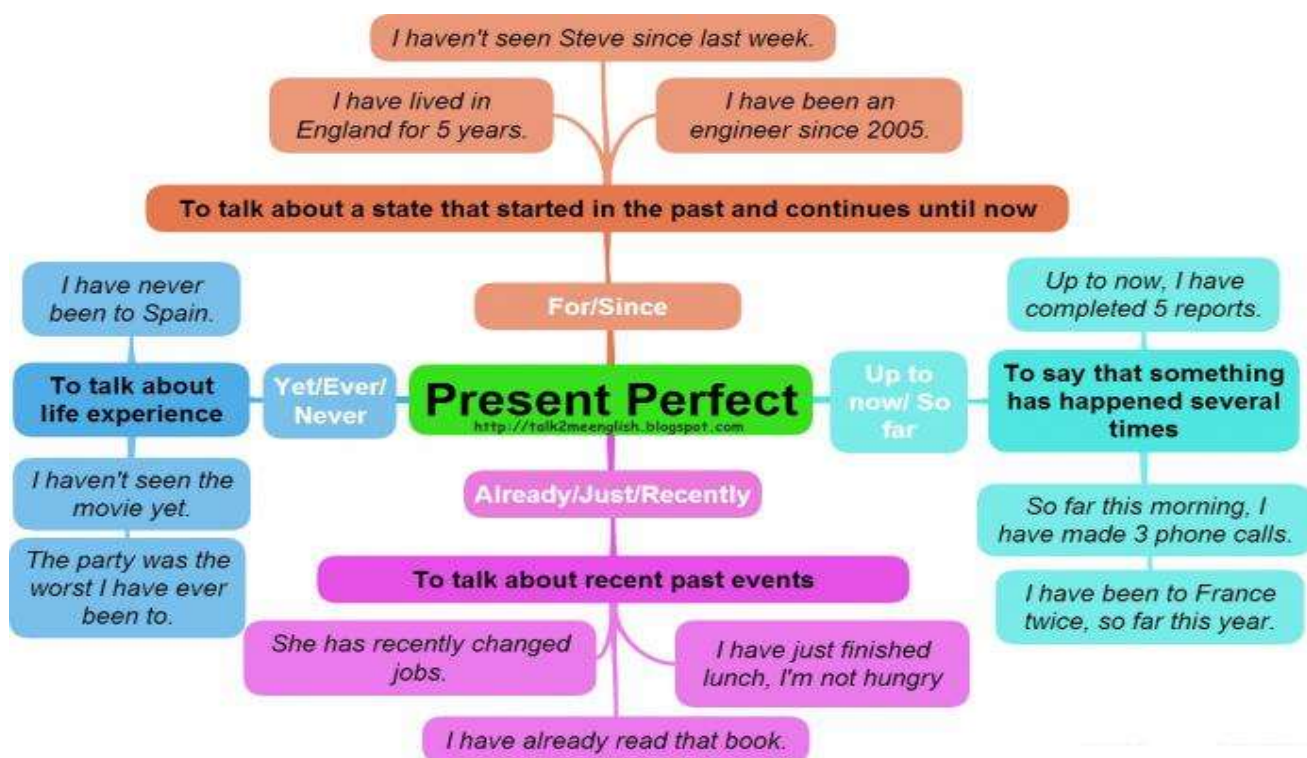 I haven't seen Steve since last week.
I have lived in
England for 5 years.
I have been an
engineer since 2005.
To talk about a state that started in the past and continues until now
For/Since
I have never
been to Spain.
To talk about
life experience
Yet/Ever/
Never
I haven't seen the
movie yet.
The party was the
worst I have ever
been to.
Present Perfect
http://talk2meenglish.blogspot.com
Up to
now/ So
far
Up to now, I have
completed 5 reports.
To say that something
has happened several
times
So far this morning, I
have made 3 phone calls.
I have been to France
twice, so far this year.
Already/Just/Recently
To talk about recent past events
She has recently changed
jobs.
I have just finished
lunch, I'm not hungry
I have already read that book.